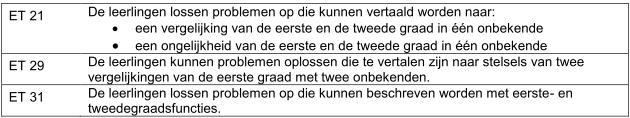 ET 21 De leerlingen lossen problemen op die kunnen vertaald worden naar:
• een vergelijking van de eerste en de tweede graad in één onbekende
• een ongelijkheid van de eerste en de tweede graad in één onbekende
ET 29 De leerlingen kunnen problemen oplossen die te vertalen zijn naar stelsels van twee
vergelijkingen van de eerste graad met twee onbekenden.
ET 31 De leerlingen lossen problemen op die kunnen beschreven worden met eerste- en
tweedegraadsfuncties.